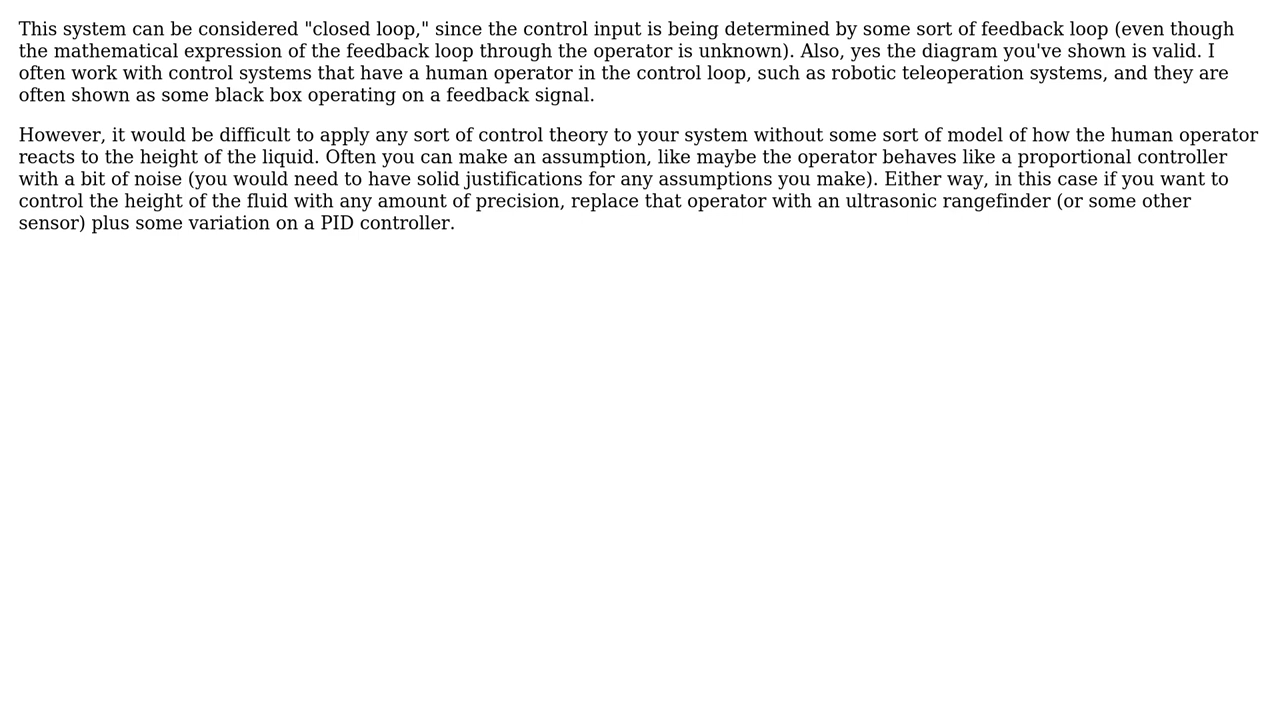 This system can be considered "closed loop," since the control input is being determined by some sort of feedback loop (even though
the mathematical expression of the feedback loop through the operator is unknown). Also, yes the diagram you've shown is valid. I
often work with control systems that have a human operator in the control loop, such as robotic teleoperation systems, and they are
often shown as some black box operating on a feedback signal.
However, it would be difficult to apply any sort of control theory to your system without some sort of model of how the human operator
reacts to the height of the liquid. Often you can make an assumption, like maybe the operator behaves like a proportional controller
with a bit of noise (you would need to have solid justifications for any assumptions you make). Either way, in this case if you want to
control the height of the fluid with any amount of precision, replace that operator with an ultrasonic rangefinder (or some other
sensor) plus some variation on a PID controller.